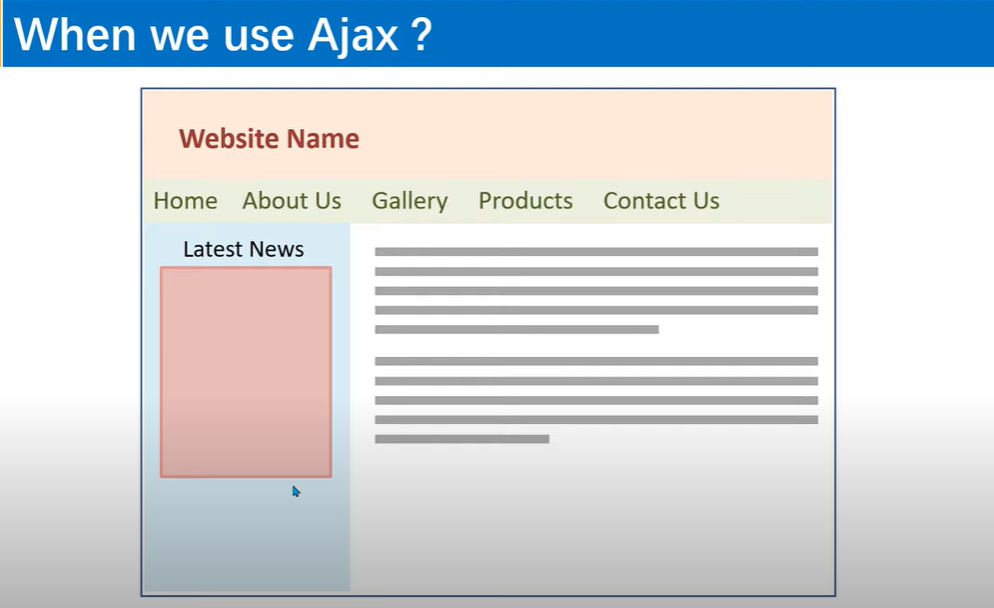 When we use Ajax ?
Website Name
Home About Us Gallery Products Contact Us
Latest News